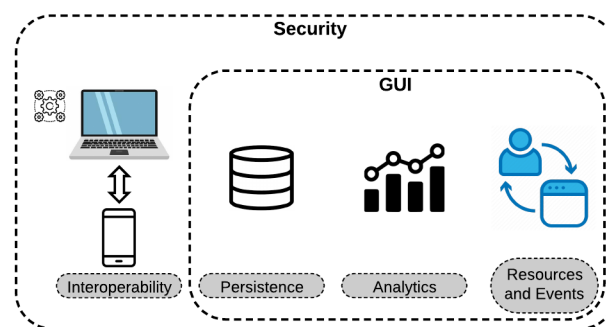 Security
GUI
Interoperability
Persistence
Analytics
Resources
and Events